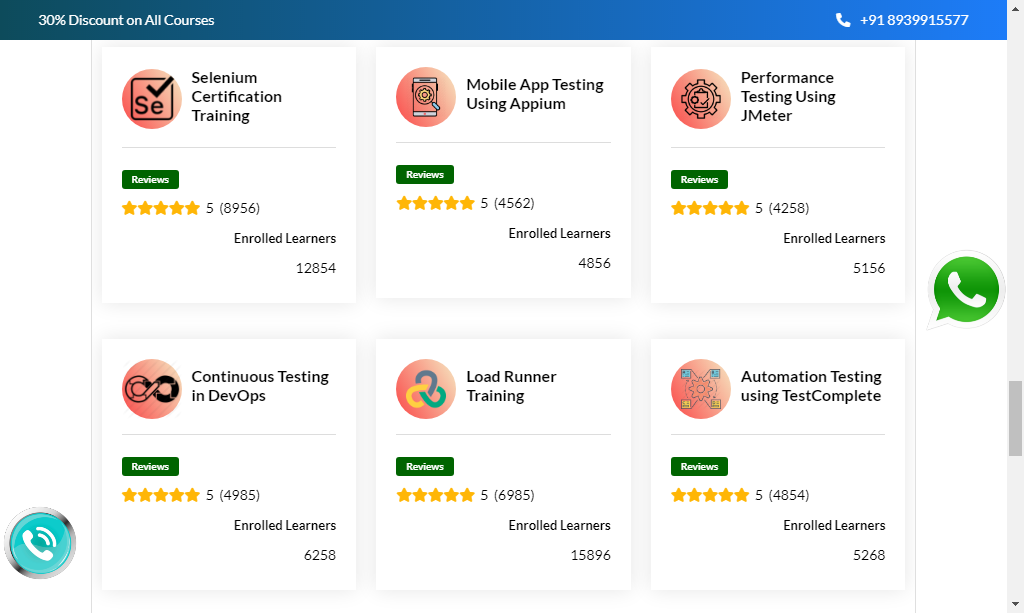 30% Discount on All Courses
+91 8939915577
Se
Selenium
Certification
Training
Reviews
5 (8956)
Enrolled Learners
12854
Mobile App Testing
Using Appium
Reviews
5 (4562)
Enrolled Learners
4856
Performance
Testing Using
JMeter
Reviews
5 (4258)
Enrolled Learners
5156
Continuous Testing
in DevOps
Reviews
5 (4985)
Enrolled Learners
6258
Load Runner
Training
Reviews
5 (6985)
Enrolled Learners
15896
Automation Testing
using TestComplete
Reviews
5 (4854)
Enrolled Learners
5268